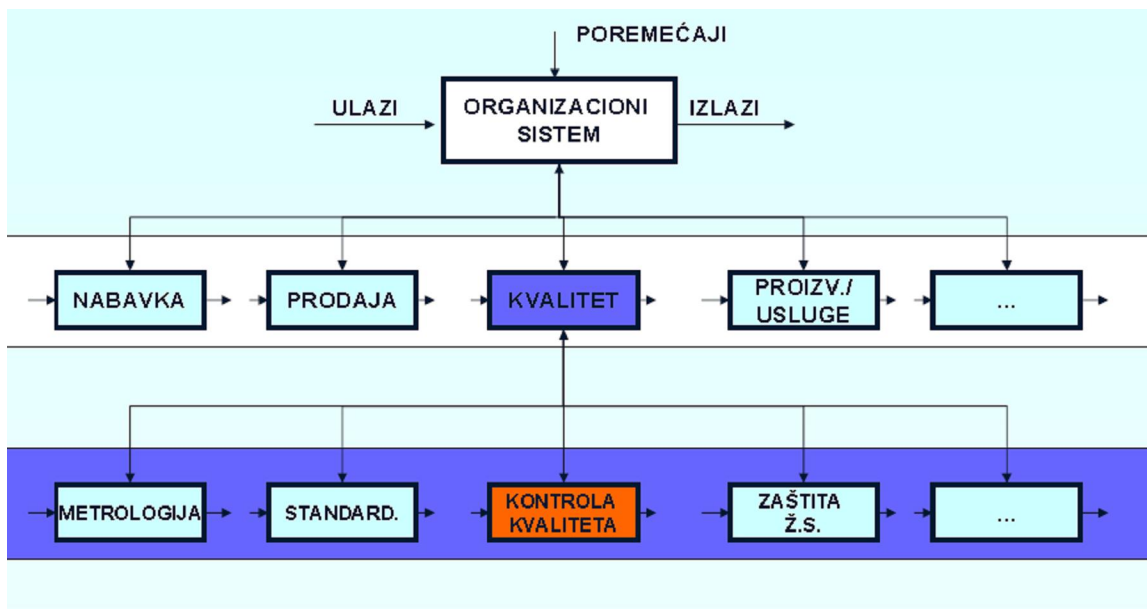 POREMEĆAJI
ULAZI
ORGANIZACIONI
SISTEM
IZLAZI
NABAVKA
PRODAJA
KVALITET
PROIZV./
USLUGE
...
METROLOGIJA
STANDARD.
KONTROLA
KVALITETA
ZAŠTITA
Ž.S.
...